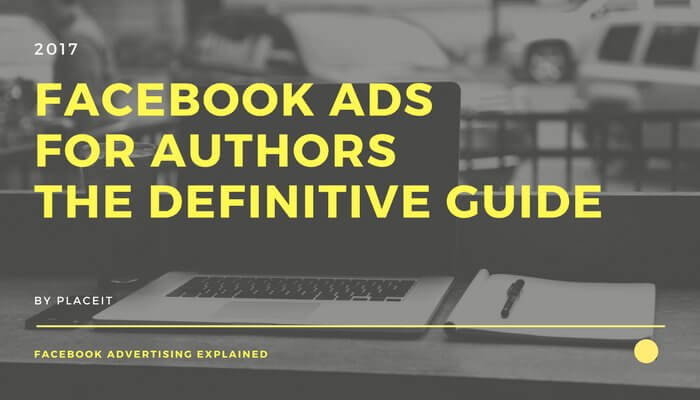 2017
FACEBOOK ADS
FOR AUTHORS
THE DEFINITIVE GUIDE
BY PLACEIT
FACEBOOK ADVERTISING EXPLAINED